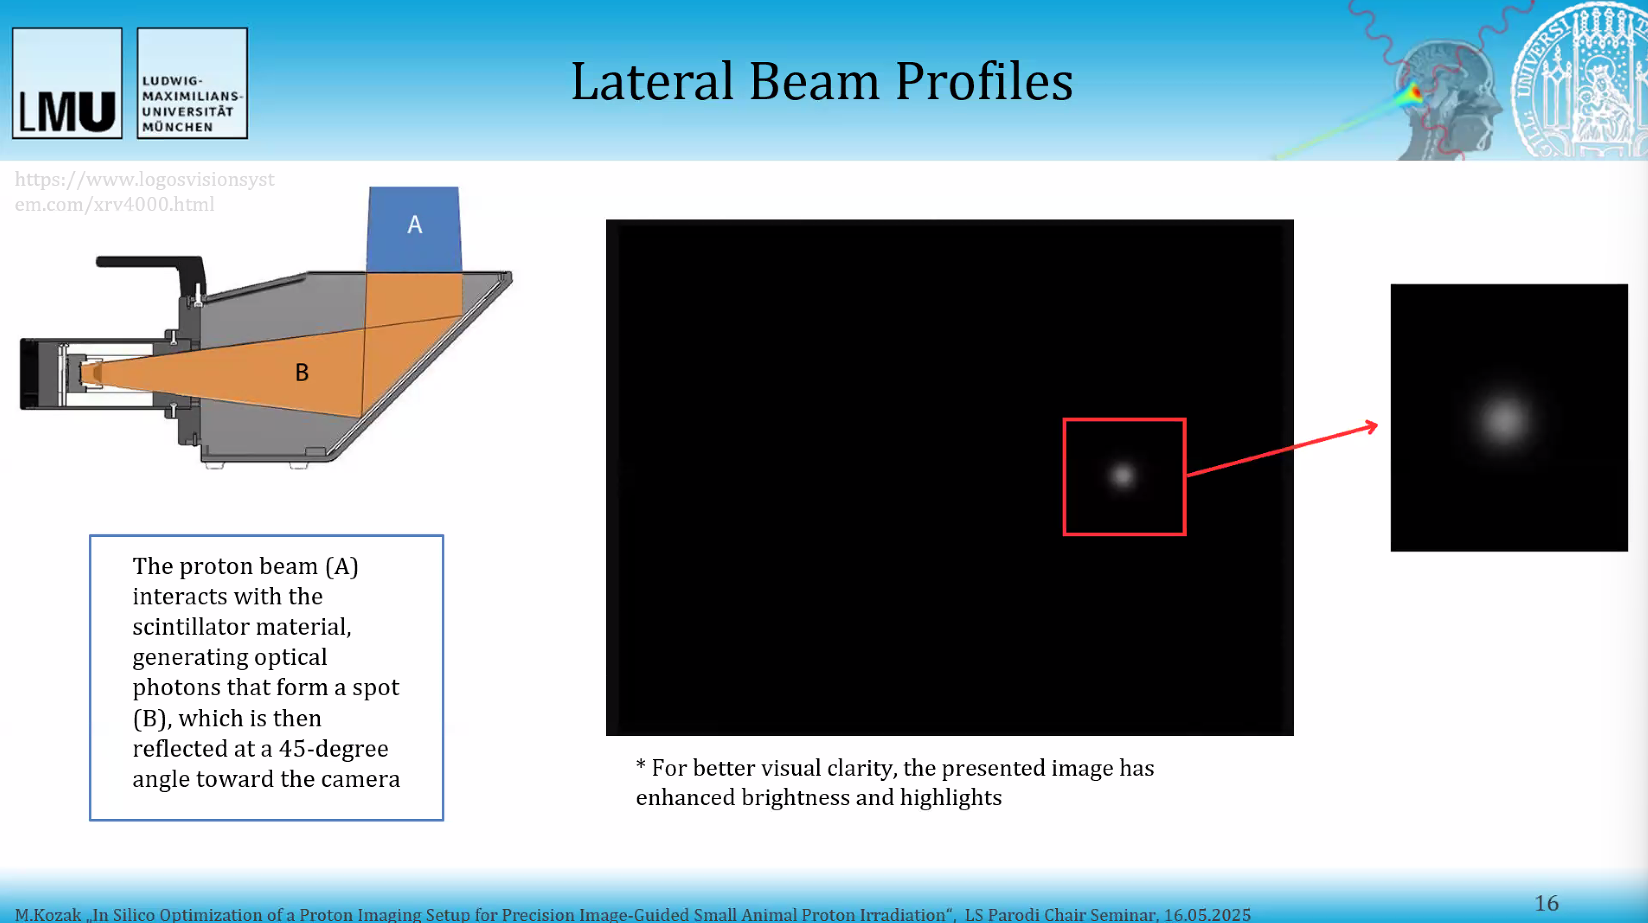 LMU
LUDWIG-
MAXIMILIANS-
UNIVERSITÄT
MÜNCHEN
Lateral Beam Profiles
https://www.logosvisionsyst
em.com/xrv4000.html
A
B
The proton beam (A)
interacts with the
scintillator material,
generating optical
photons that form a spot
(B), which is then
reflected at a 45-degree
angle toward the camera
* For better visual clarity, the presented image has
enhanced brightness and highlights
M.Kozak „In Silico Optimization of a Proton Imaging Setup for Precision Image-Guided Small Animal Proton Irradiation“, LS Parodi Chair Seminar, 16.05.2025
16